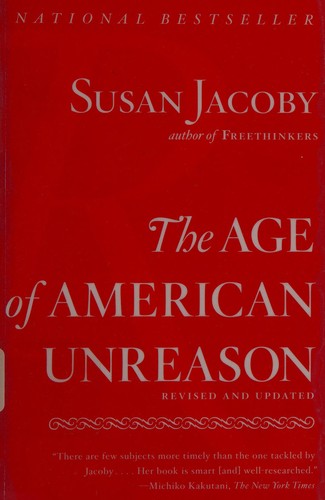 NATIONAL BESTSELLER
SUSAN JACOBY
author of FREETHINKERS
The AGE
of AMERICAN
UNREASON
REVISED AND UPDATED
"There are few subjects more timely than the one tackled by
Jacoby. . . . Her book is smart [and] well-researched."
—Michiko Kakutani, The New York Times